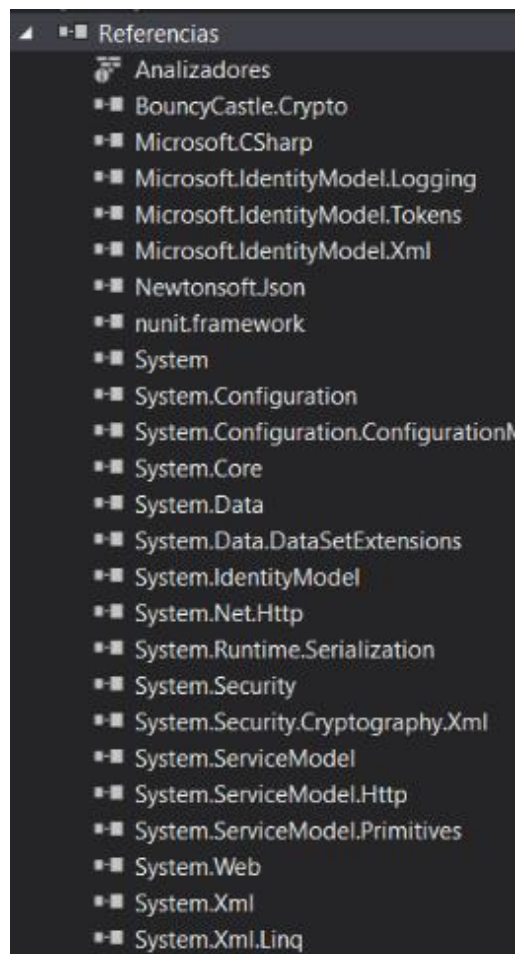 Referencias
Analizadores
BouncyCastle.Crypto
Microsoft.CSharp
Microsoft.IdentityModel.Logging
Microsoft.IdentityModel.Tokens
Microsoft.IdentityModel.Xml
Newtonsoft.Json
nunit.framework
System
System.Configuration
System.Configuration.ConfigurationM
System.Core
System.Data
System.Data.DataSetExtensions
System.IdentityModel
System.Net.Http
System.Runtime.Serialization
System.Security
System.Security.Cryptography.Xml
System.ServiceModel
System.ServiceModel.Http
System.ServiceModel.Primitives
System.Web
System.Xml
System.Xml.Linq